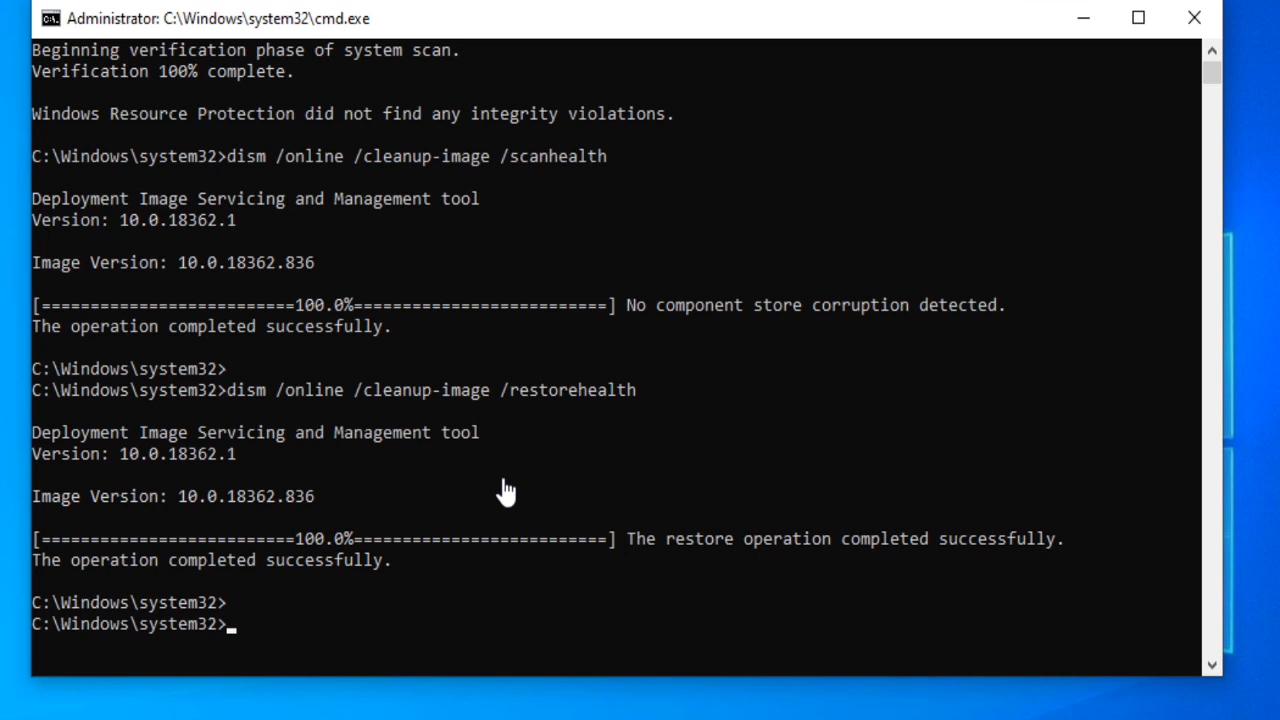 Administrator: C:\Windows\system32\cmd.exe
Beginning verification phase of system scan.
Verification 100% complete.
Windows Resource Protection did not find any integrity violations.
C:\Windows\system32>dism /online /cleanup-image /scanhealth
Deployment Image Servicing and Management tool
Version: 10.0.18362.1
Image Version: 10.0.18362.836
[==========================100.0%==========================] No component store corruption detected.
The operation completed successfully.
C:\Windows\system32>
C:\Windows\system32>dism /online /cleanup-image /restorehealth
Deployment Image Servicing and Management tool
Version: 10.0.18362.1
Image Version: 10.0.18362.836
[==========================100.0%==========================] The restore operation completed successfully.
The operation completed successfully.
C:\Windows\system32>
C:\Windows\system32>